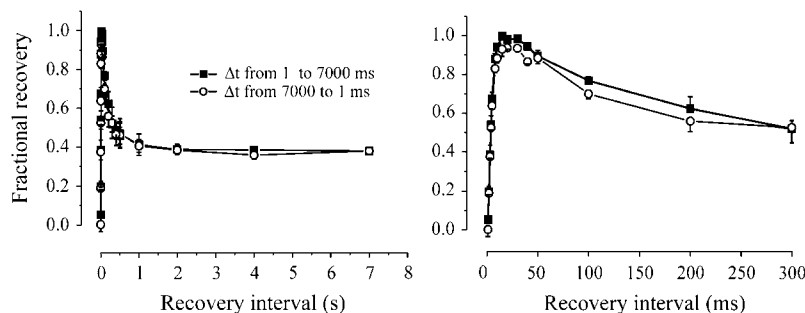 Fractional recovery
1.0
0.8
0.6
0.4
0.2
0.0
Δt from 1 to 7000 ms
Δt from 7000 to 1 ms
0 1 2 3 4 5 6 7 8
Recovery interval (s)
1.0
0.8
0.6
0.4
0.2
0.0
0 50 100 150 200 250 300
Recovery interval (ms)